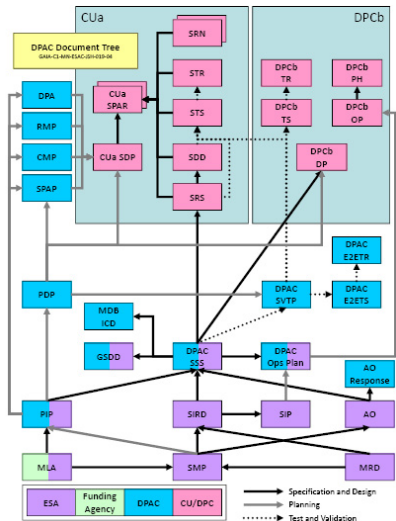 CUa
DPCb
DPAC Document Tree
GAIA-C1-MN-ESAC-JSH-033-04
SRN
DPA
CUa
SPAR
STR
DPCb
TR
DPCb
PH
RMP
STS
DPCb
TS
DPCb
OP
CMP
CUa SDP
SDD
DPCb
DP
SPAP
SRS
DPAC
E2ETR
PDP
DPAC
SVTP
DPAC
E2ETS
MDB
ICD
GSDD
DPAC
SSS
DPAC
Ops Plan
AO
Response
PIP
SIRD
SIP
AO
MLA
SMP
MRD
ESA
Funding
Agency
DPAC
CU/DPC
Specification and Design
Planning
Test and Validation